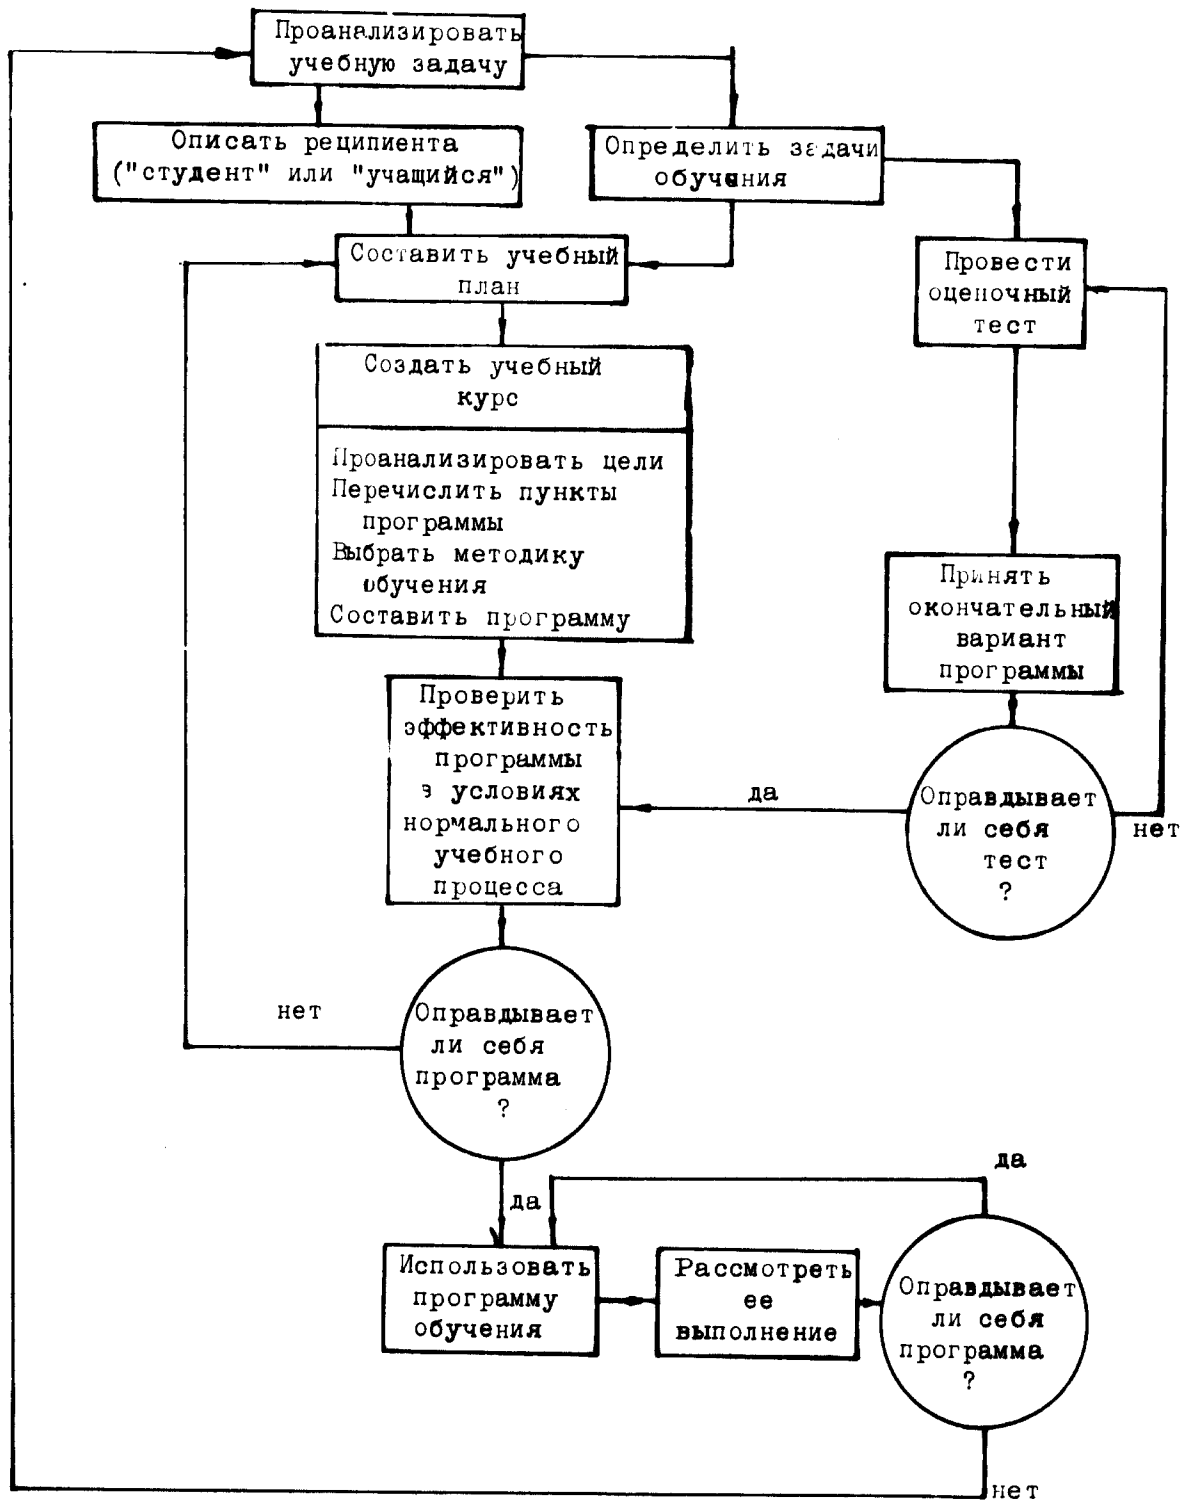 Проанализировать
учебную задачу
Описать реципиента
("студент" или "учащийся")
Определить задачи
обучения
Составить учебный
план
Провести
оценочный
тест
Создать учебный
курс
Проанализировать цели
Перечислить пункты
программы
Выбрать методику
обучения
Составить программу
Принять
окончательный
вариант
программы
Проверить
эффективность
программы
в условиях
нормального
учебного
процесса
да
Оправдывает
ли себя
тест
?
нет
нет
Оправдывает
ли себя
программа
?
да
да
Использовать
программу
обучения
Рассмотреть
ее
выполнение
Оправдывает
ли себя
программа
?
нет